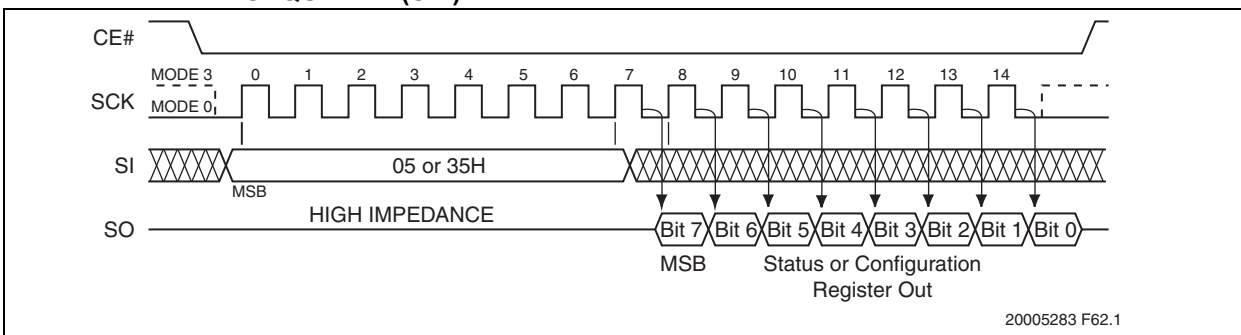 CE#
MODE 3 0 1 2 3 4 5 6 7 8 9 10 11 12 13 14
SCK
MODE 0
SI
05 or 35H
MSB
HIGH IMPEDANCE
SO
Bit 7 Bit 6 Bit 5 Bit 4 Bit 3 Bit 2 Bit 1 Bit 0
MSB
Status or Configuration
Register Out
20005283 F62.1